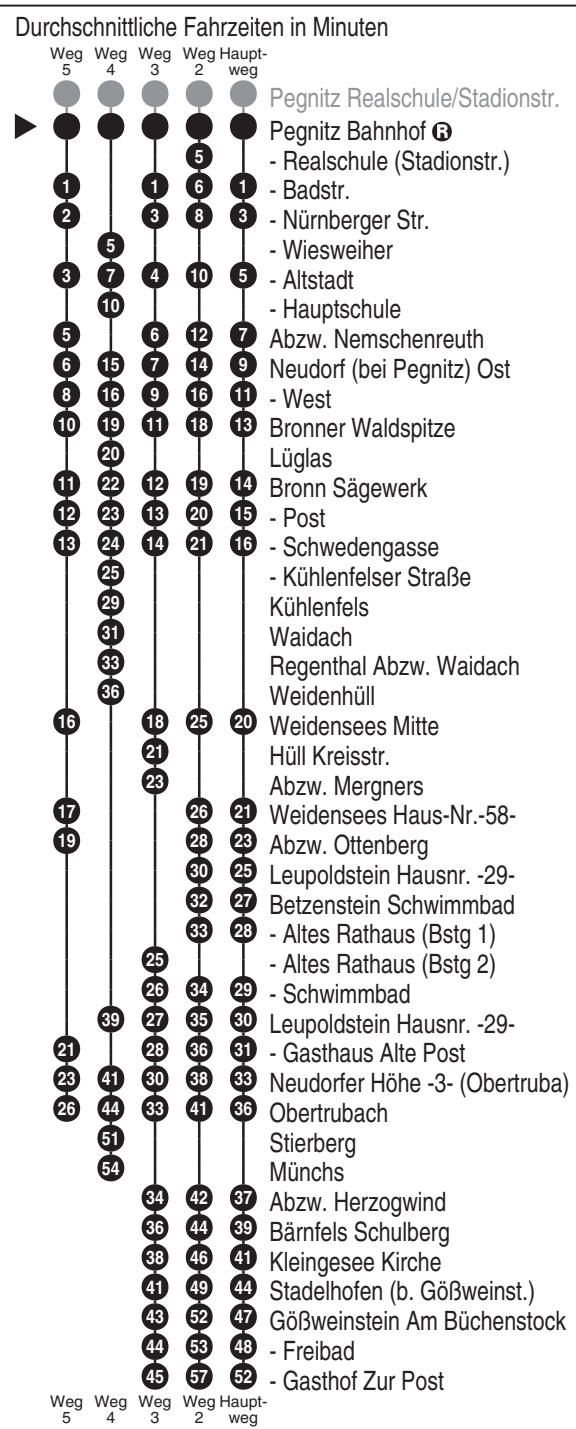 Durchschnittliche Fahrzeiten in Minuten
Weg 5 Weg 4 Weg 3 Weg 2 Haupt-weg
Pegnitz Realschule/Stadionstr.
Pegnitz Bahnhof R
5 - Realschule (Stadionstr.)
1 1 6 1 - Badstr.
2 3 8 3 - Nürnberger Str.
5 - Wiesweiher
3 7 4 10 5 - Altstadt
10 - Hauptschule
5 6 12 7 Abzw. Nemschenreuth
6 15 7 14 9 Neudorf (bei Pegnitz) Ost
8 16 9 16 11 - West
10 19 11 18 13 Bronner Waldspitze
20 Lüglas
11 22 12 19 14 Bronn Sägewerk
12 23 13 20 15 - Post
13 24 14 21 16 - Schwedengasse
25 - Kühlenfelser Straße
29 Kühlenfels
31 Waidach
33 Regenthal Abzw. Waidach
36 Weidenhüll
16 18 25 20 Weidensees Mitte
21 Hüll Kreisstr.
23 Abzw. Mergners
17 26 21 Weidensees Haus-Nr.-58-
19 28 23 Abzw. Ottenberg
30 25 Leupoldstein Hausnr. -29-
32 27 Betzenstein Schwimmbad
33 28 - Altes Rathaus (Bstg 1)
25 - Altes Rathaus (Bstg 2)
26 34 29 - Schwimmbad
39 27 35 30 Leupoldstein Hausnr. -29-
21 28 36 31 - Gasthaus Alte Post
23 41 30 38 33 Neudorfer Höhe -3- (Obertruba)
26 44 33 41 36 Obertrubach
51 Stierberg
54 Münchs
34 42 37 Abzw. Herzogwind
36 44 39 Bärnfels Schulberg
38 46 41 Kleingesee Kirche
41 49 44 Stadelhofen (b. Gößweinst.)
43 52 47 Gößweinstein Am Büchenstock
44 53 48 - Freibad
45 57 52 - Gasthof Zur Post
Weg 5 Weg 4 Weg 3 Weg 2 Haupt-weg